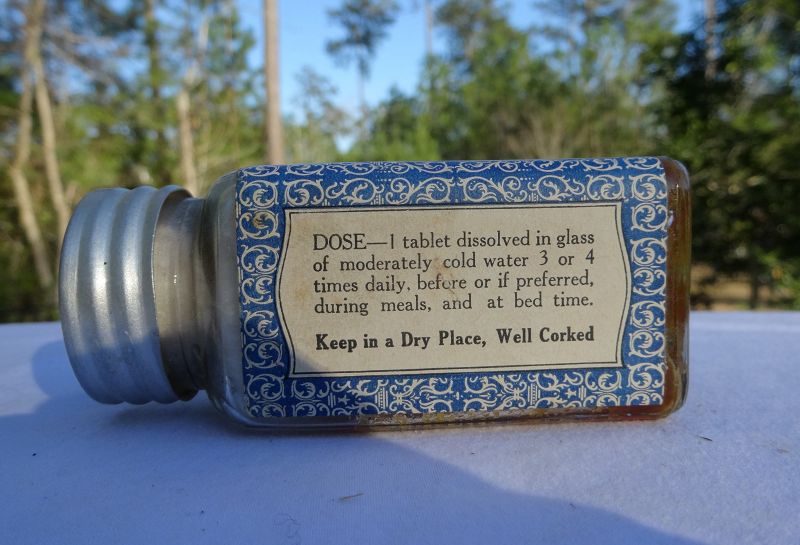 DOSE—1 tablet dissolved in glass
of moderately cold water 3 or 4
times daily, before or if preferred,
during meals, and at bed time.
Keep in a Dry Place, Well Corked